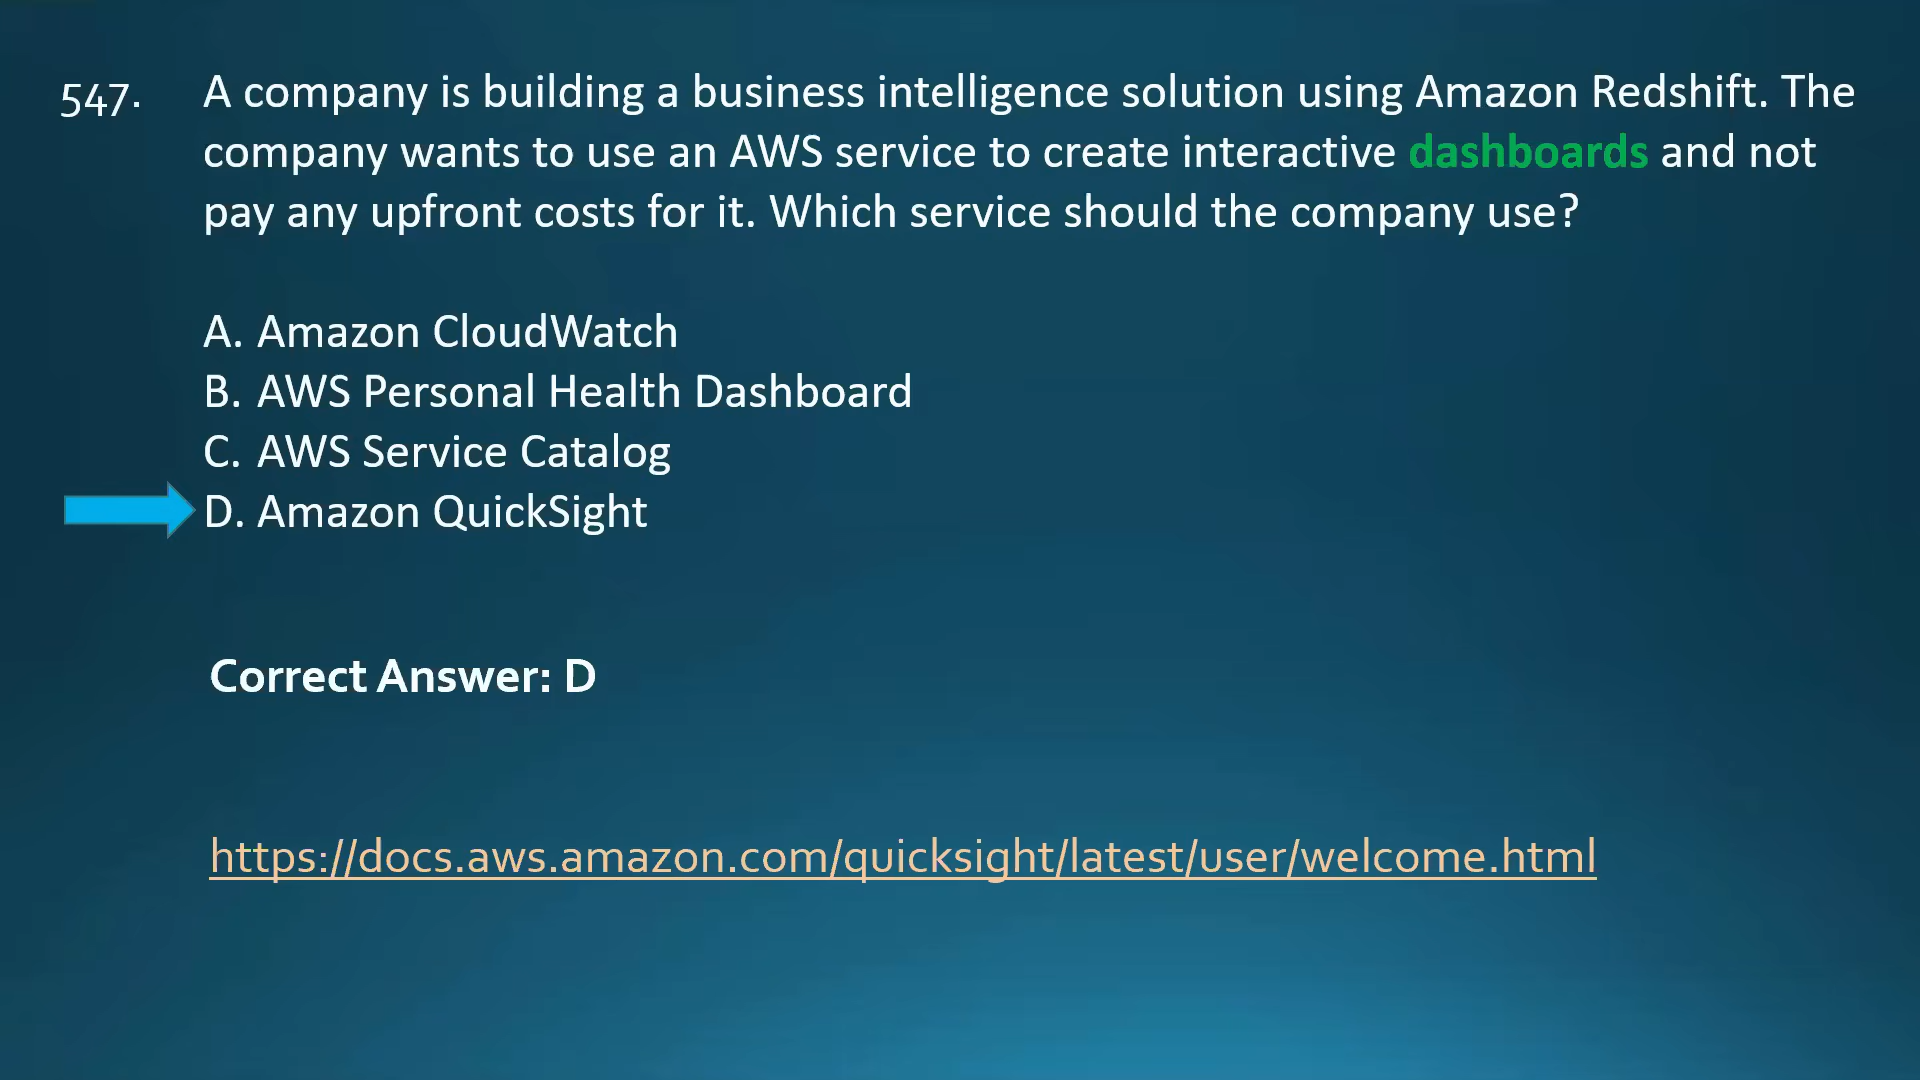 547. A company is building a business intelligence solution using Amazon Redshift. The
company wants to use an AWS service to create interactive dashboards and not
pay any upfront costs for it. Which service should the company use?
A. Amazon CloudWatch
B. AWS Personal Health Dashboard
C. AWS Service Catalog
D. Amazon QuickSight
Correct Answer: D
https://docs.aws.amazon.com/quicksight/latest/user/welcome.html